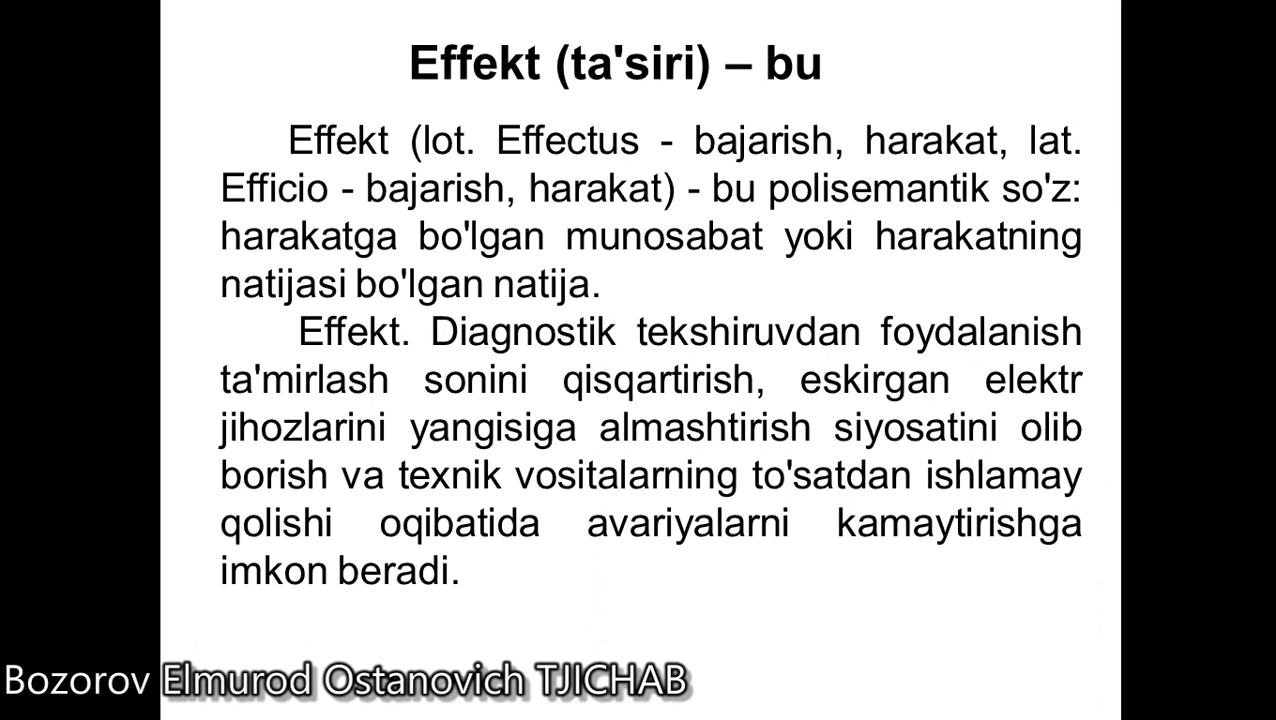 Effekt (ta'siri) – bu
Effekt (lot. Effectus - bajarish, harakat, lat.
Efficio - bajarish, harakat) - bu polisemantik so'z:
harakatga bo'lgan munosabat yoki harakatning
natijasi bo'lgan natija.
Effekt. Diagnostik tekshiruvdan foydalanish
ta'mirlash sonini qisqartirish, eskirgan elektr
jihozlarini yangisiga almashtirish siyosatini olib
borish va texnik vositalarning to'satdan ishlamay
qolishi oqibatida avariyalarni kamaytirishga
imkon beradi.
Bozorov Elmurod Ostanovich TJICHAB